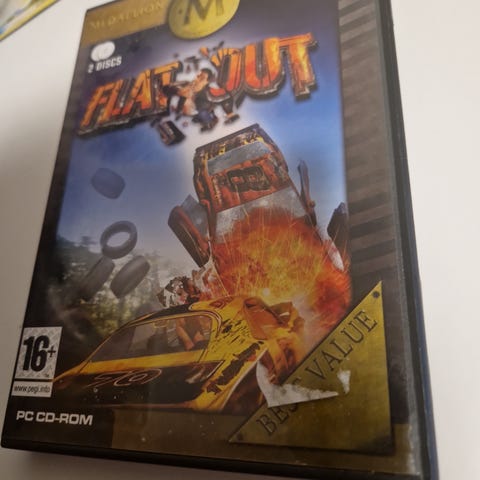 MEDALLION
M
2 DISCS
FLATOUT
BEST VALUE
16+
www.pegi.info
PC CD-ROM